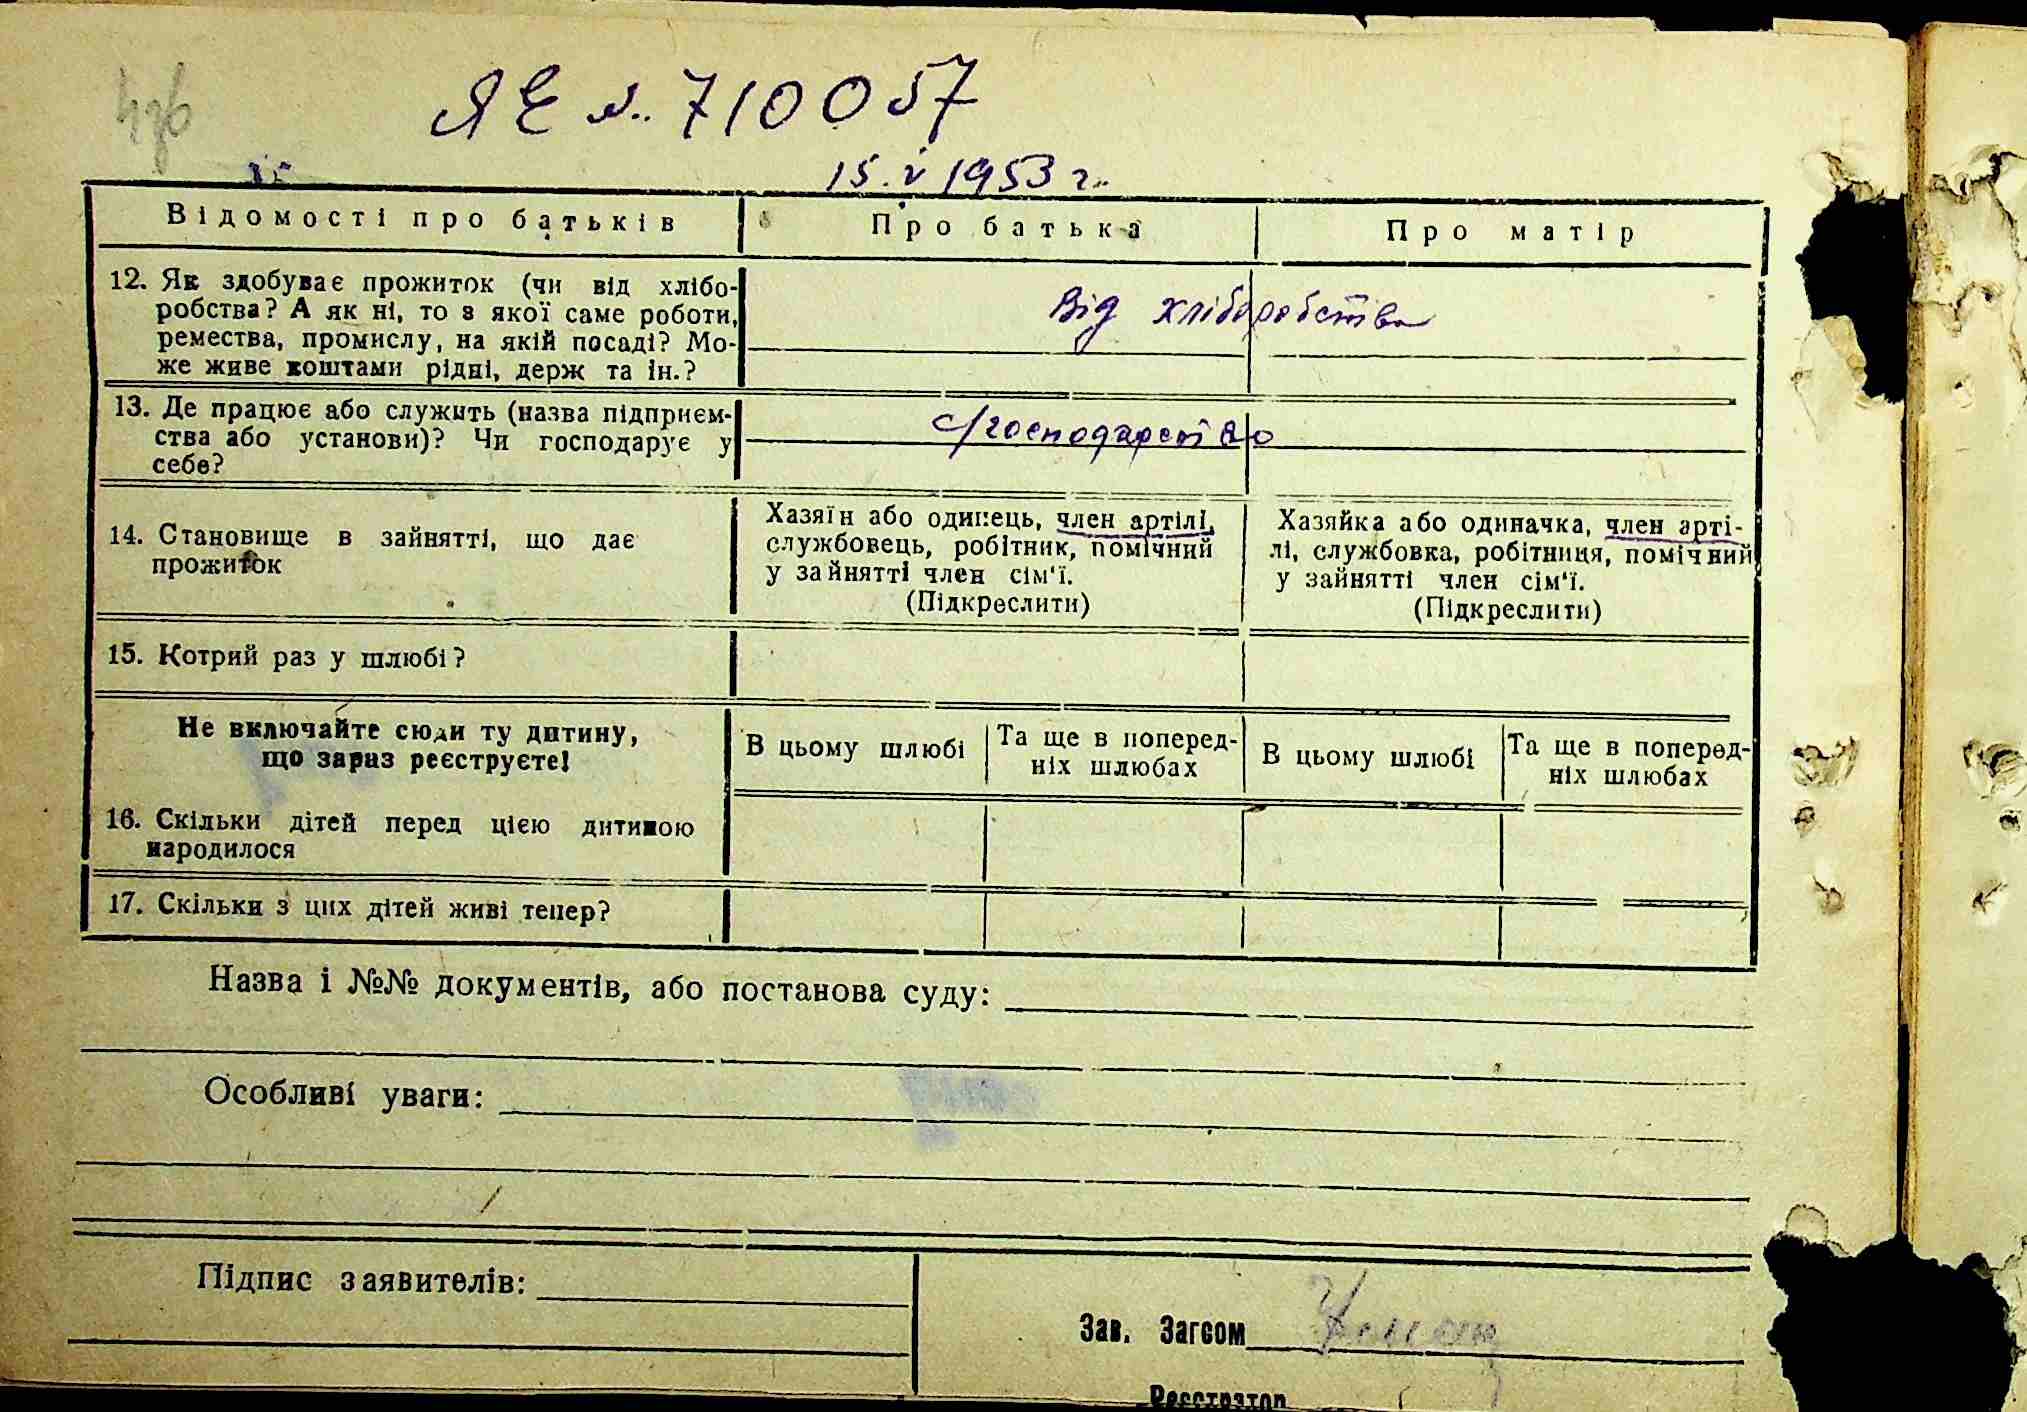 ЯЕ №. 710057
15. V 1953 г.
Відомості про батьків
Про батька
Про матір
12. Як здобуває прожиток (чи від хлібо-
робства? А як ні, то з якої саме роботи,
ремества, промислу, на якій посаді? Мо-
же живе коштами рідні, держ та ін.?
Від хліборобства
13. Де працює або служить (назва підприєм-
ства або установи)? Чи господарує у
себе?
с/господарство
14. Становище в зайнятті, що дає
прожиток
Хазяїн або одинець, член артілі,
службовець, робітник, помічний
у зайнятті член сім'ї.
(Підкреслити)
Хазяйка або одиначка, член арті-
лі, службовка, робітниця, помічний
у зайнятті член сім'ї.
(Підкреслити)
15. Котрий раз у шлюбі?
Не включайте сюди ту дитину,
що зараз реєструєте!
В цьому шлюбі
Та ще в поперед-
ніх шлюбах
В цьому шлюбі
Та ще в поперед-
ніх шлюбах
16. Скільки дітей перед цією дитиною
народилося
17. Скільки з цих дітей живі тепер?
Назва і №№ документів, або постанова суду:
Особливі уваги:
Підпис заявителів:
Зав. Загсом
Реєстратор